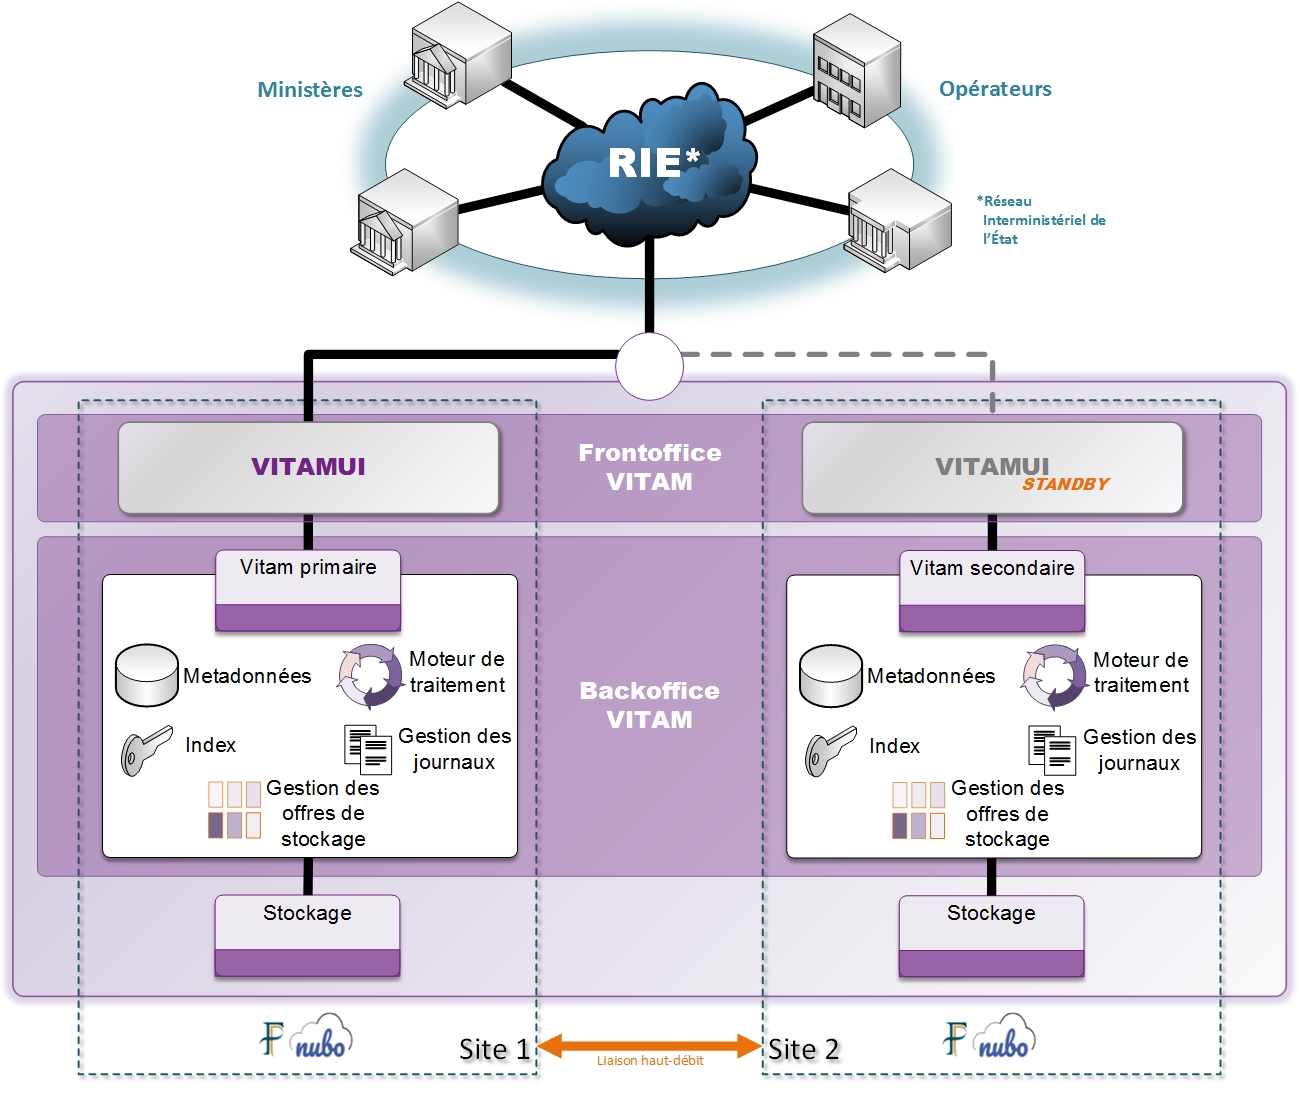 Ministères
Opérateurs
RIE*
*Réseau
Interministériel de
l'État
VITAMUI
Frontoffice
VITAM
VITAMUI
STANDBY
Vitam primaire
Metadonnées
Moteur de
traitement
Index
Gestion des
journaux
Gestion des
offres de
stockage
Backoffice
VITAM
Vitam secondaire
Metadonnées
Moteur de
traitement
Index
Gestion des
journaux
Gestion des
offres de
stockage
Stockage
Stockage
nubo
Site 1
Liaison haut-débit
Site 2
nubo